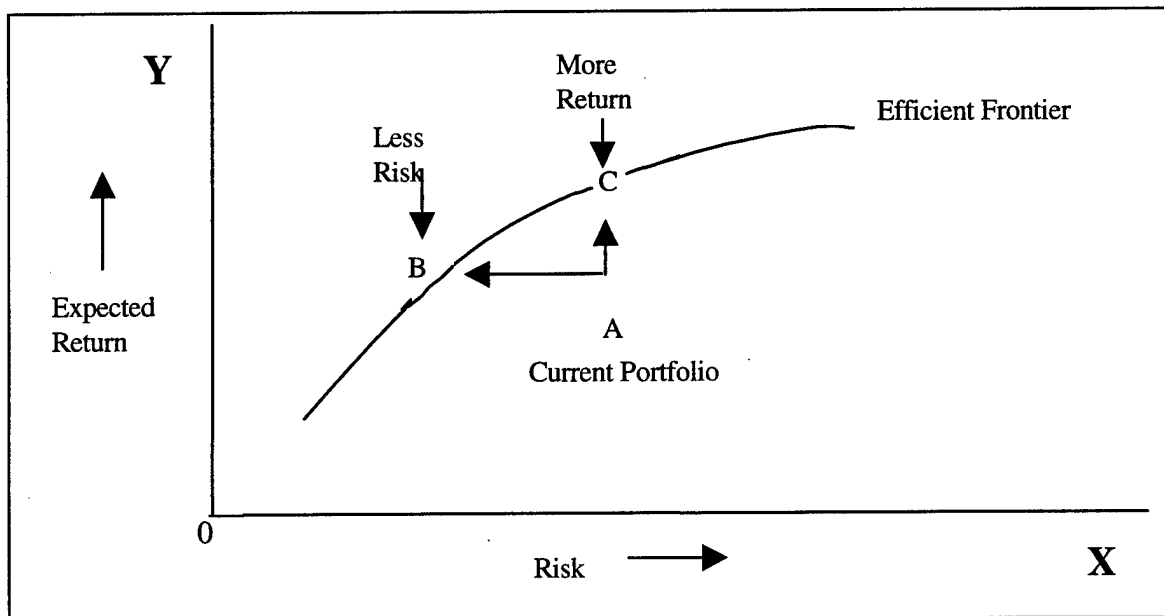 Y
More
Return
Efficient Frontier
Less
Risk
C
B
Expected
Return
A
Current Portfolio
0
Risk
X